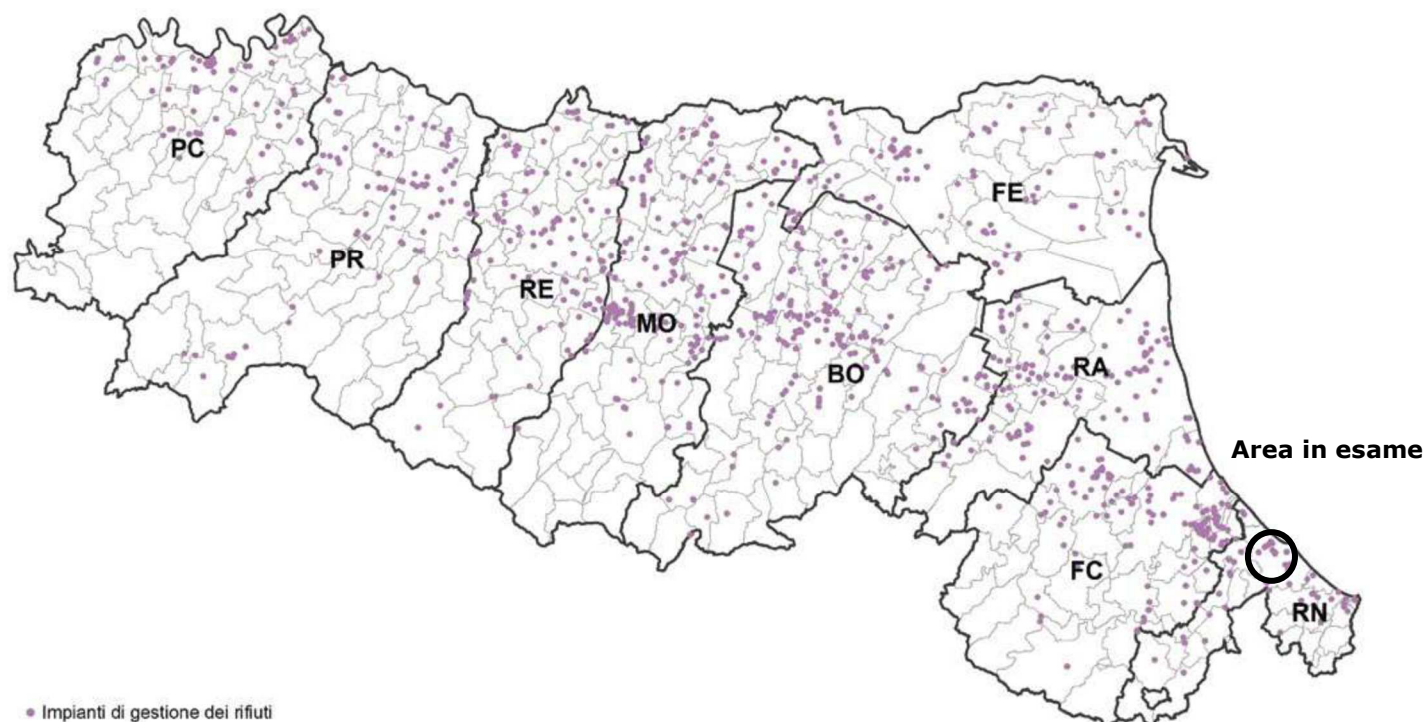 PC
PR
RE
MO
BO
FE
RA
FC
RN
Area in esame
Impianti di gestione dei rifiuti